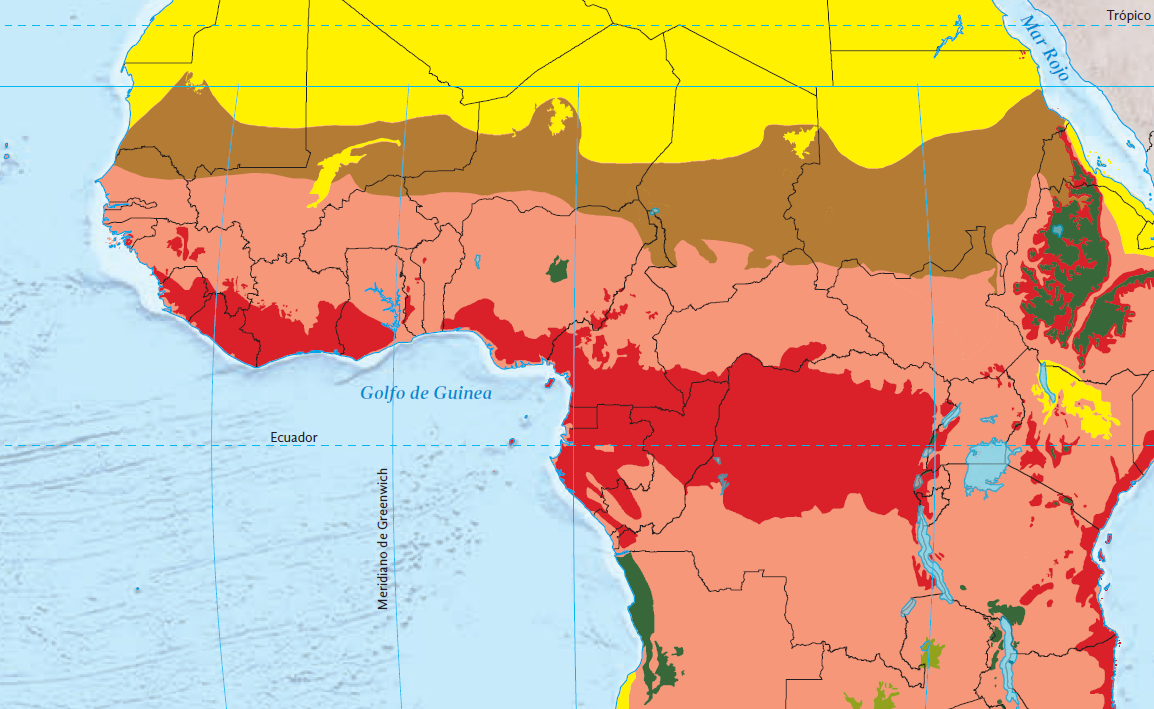 Trópico
Mar Rojo
Golfo de Guinea
Ecuador
Meridiano de Greenwich